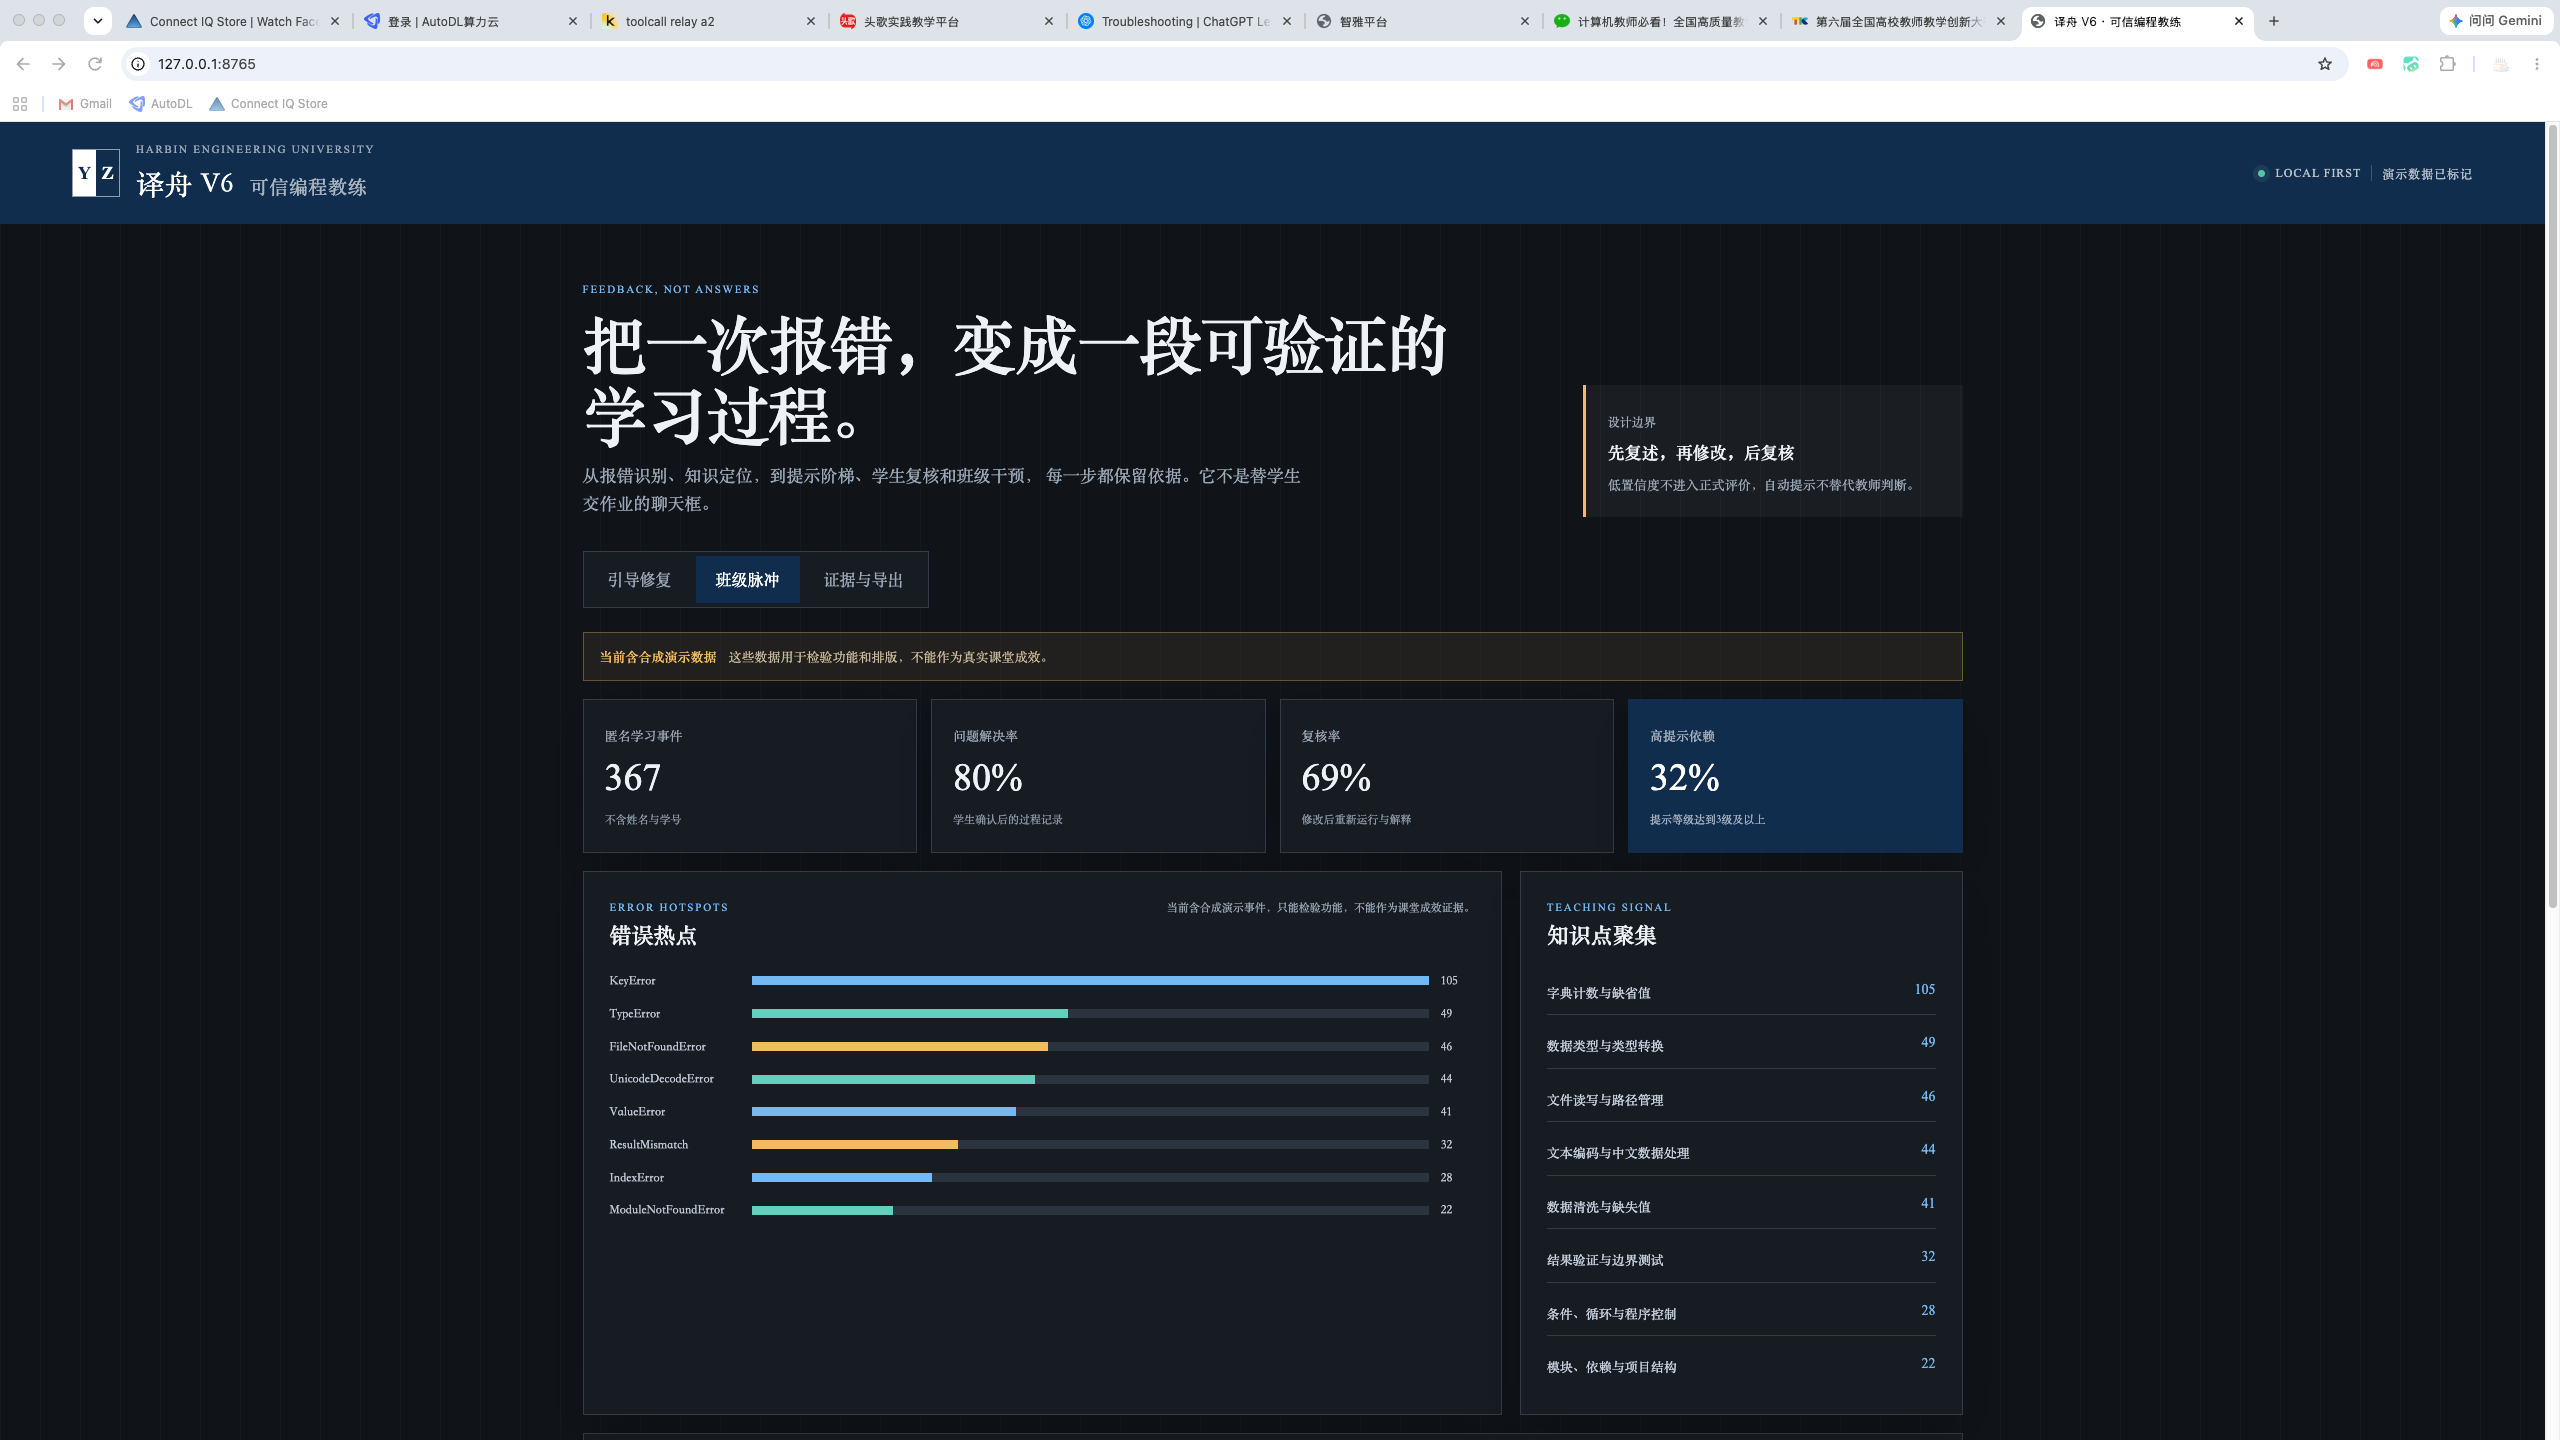 Connect IQ Store | Watch Fac
登录 | AutoDL算力云
toolcall relay a2
头歌实践教学平台
Troubleshooting | ChatGPT Le
智雅平台
计算机教师必看！全国高质量教
第六届全国高校教师教学创新大
译舟 V6 · 可信编程教练
问问 Gemini
127.0.0.1:8765
Gmail
AutoDL
Connect IQ Store
YZ
HARBIN ENGINEERING UNIVERSITY
译舟 V6 可信编程教练
LOCAL FIRST
演示数据已标记
FEEDBACK, NOT ANSWERS
把一次报错，变成一段可验证的
学习过程。
从报错识别、知识定位，到提示阶梯、学生复核和班级干预， 每一步都保留依据。它不是替学生
交作业的聊天框。
设计边界
先复述，再修改，后复核
低置信度不进入正式评价，自动提示不替代教师判断。
引导修复
班级脉冲
证据与导出
当前含合成演示数据 这些数据用于检验功能和排版，不能作为真实课堂成效。
匿名学习事件
367
不含姓名与学号
问题解决率
80%
学生确认后的过程记录
复核率
69%
修改后重新运行与解释
高提示依赖
32%
提示等级达到3级及以上
ERROR HOTSPOTS
错误热点
当前含合成演示事件，只能检验功能，不能作为课堂成效证据。
KeyError 105
TypeError 49
FileNotFoundError 46
UnicodeDecodeError 44
ValueError 41
ResultMismatch 32
IndexError 28
ModuleNotFoundError 22
TEACHING SIGNAL
知识点聚集
字典计数与缺省值 105
数据类型与类型转换 49
文件读写与路径管理 46
文本编码与中文数据处理 44
数据清洗与缺失值 41
结果验证与边界测试 32
条件、循环与程序控制 28
模块、依赖与项目结构 22